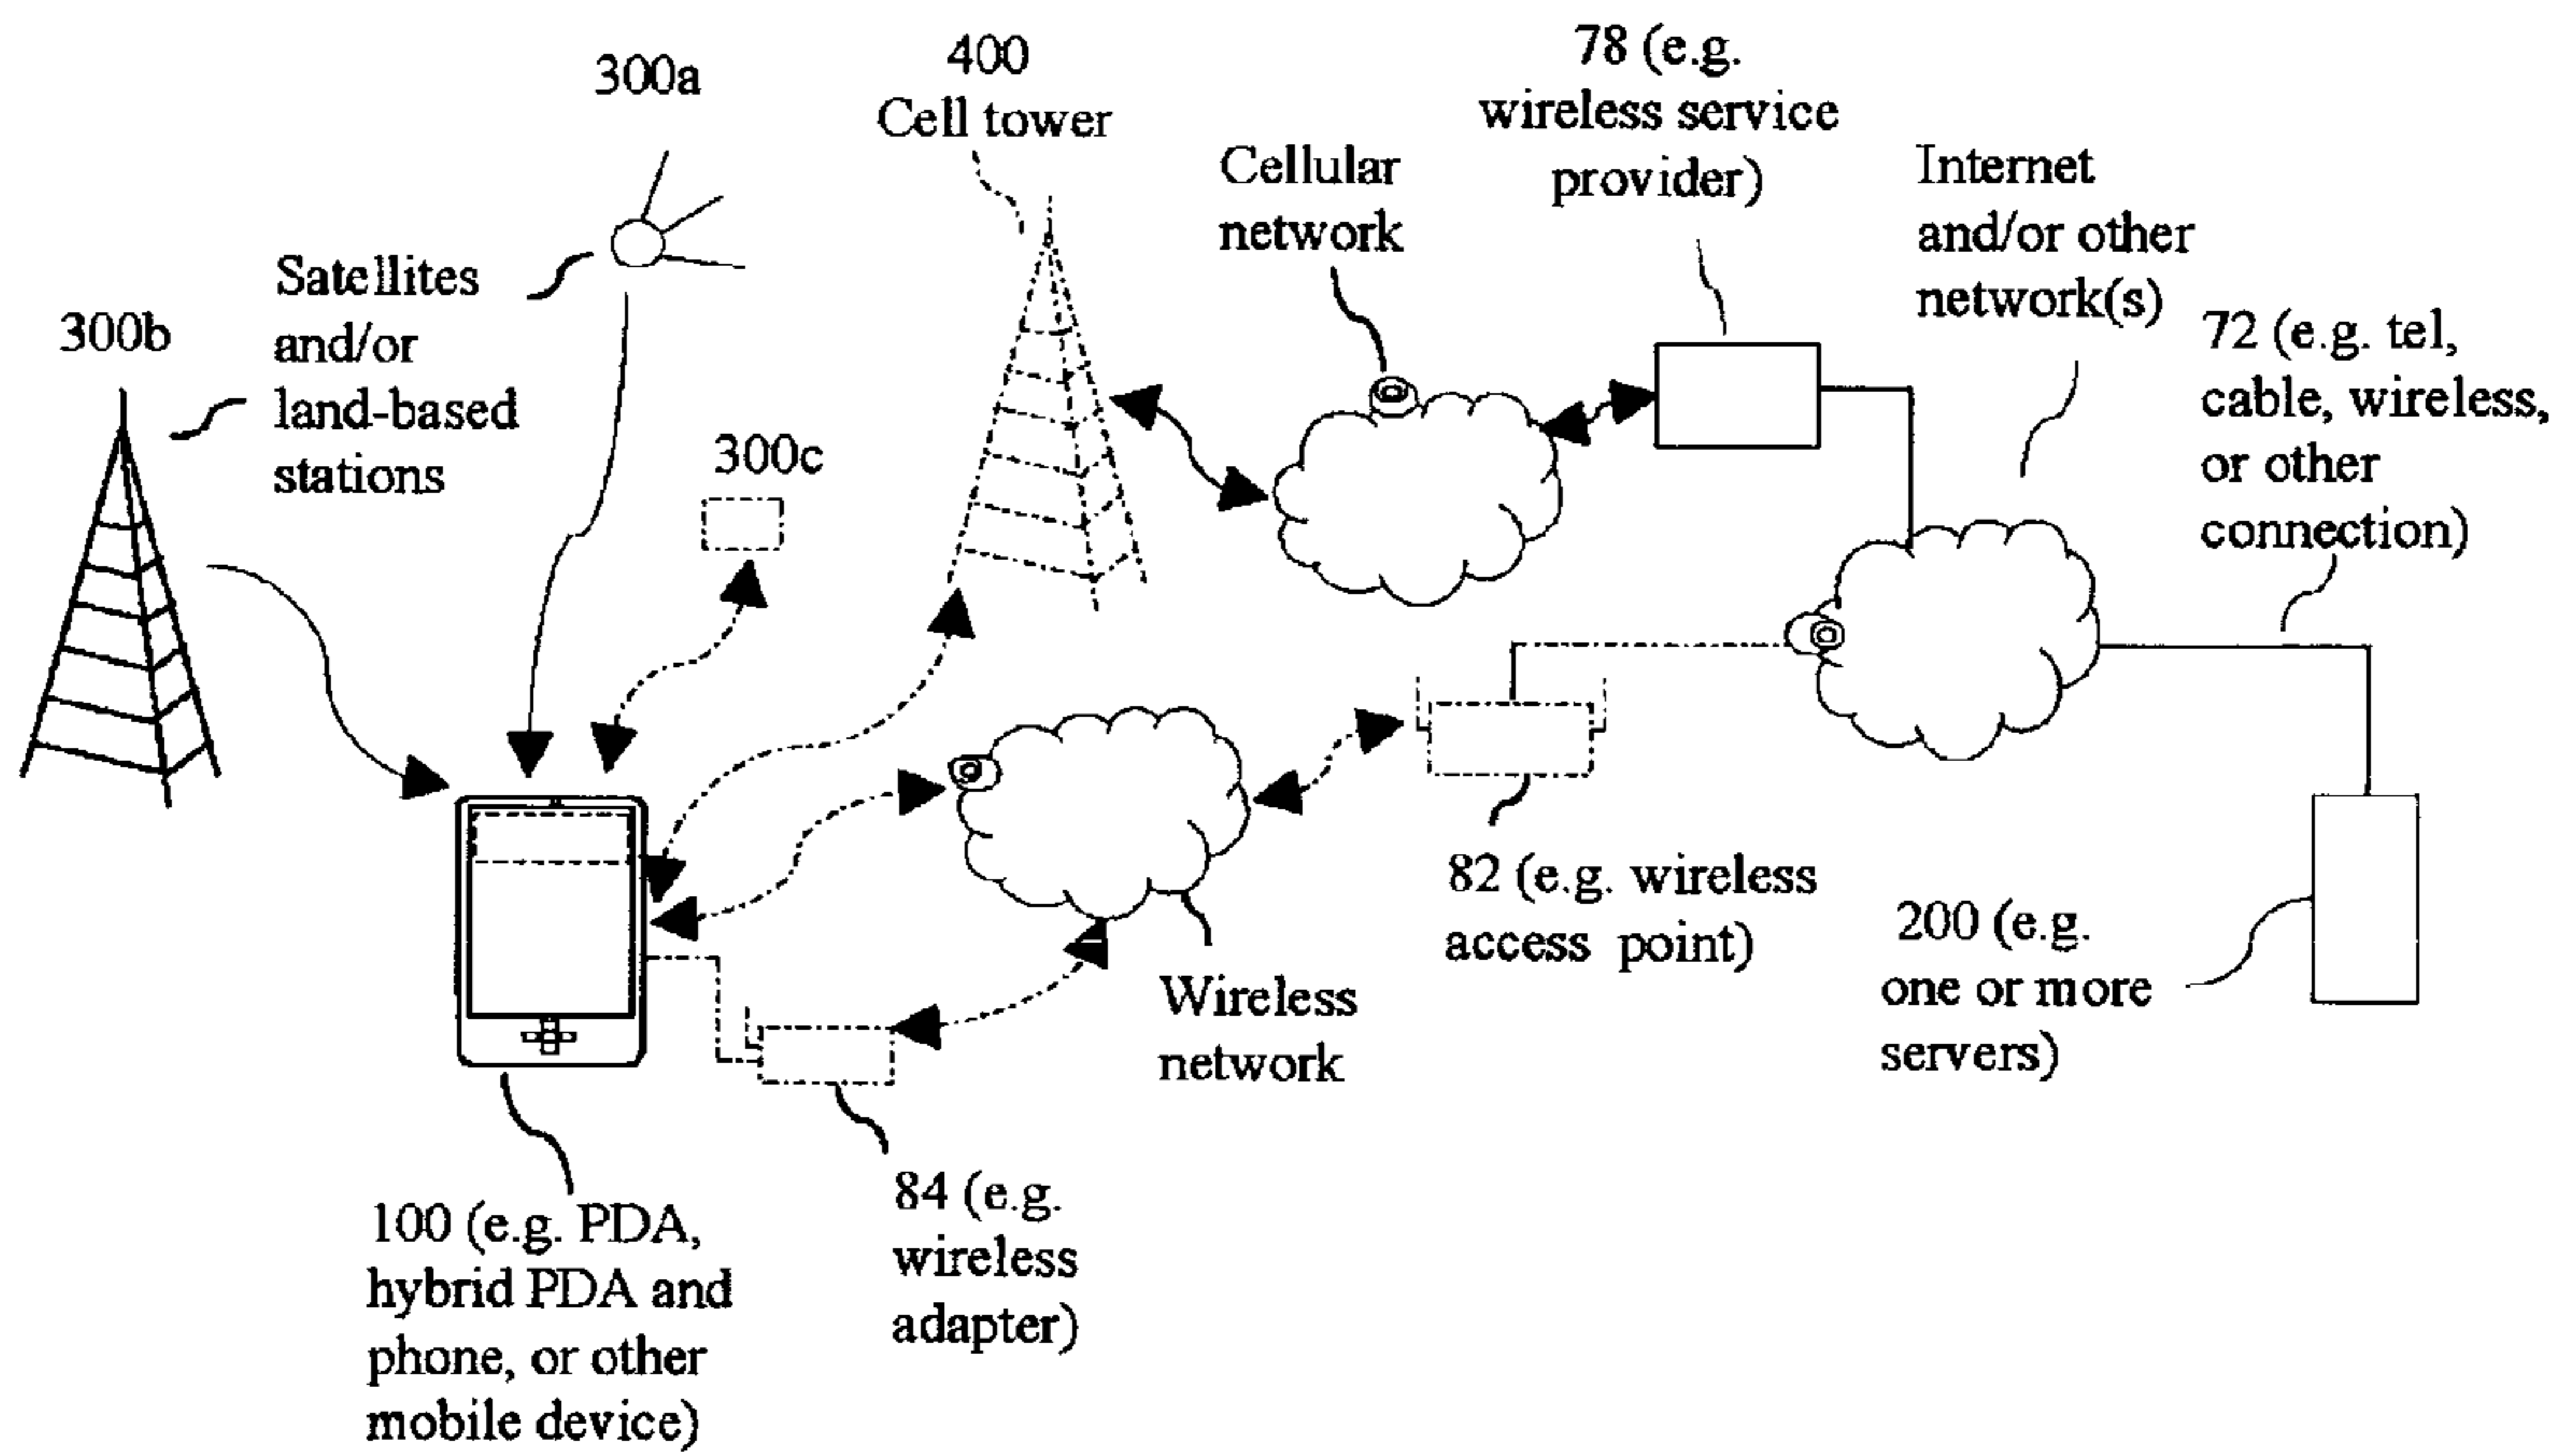 300a
400
Cell tower
78 (e.g.
wireless service
provider)
Cellular
network
Internet
and/or other
network(s)
72 (e.g. tel,
cable, wireless,
or other
connection)
300b
Satellites
and/or
land-based
stations
300c
82 (e.g. wireless
access point)
200 (e.g.
one or more
servers)
Wireless
network
84 (e.g.
wireless
adapter)
100 (e.g. PDA,
hybrid PDA and
phone, or other
mobile device)